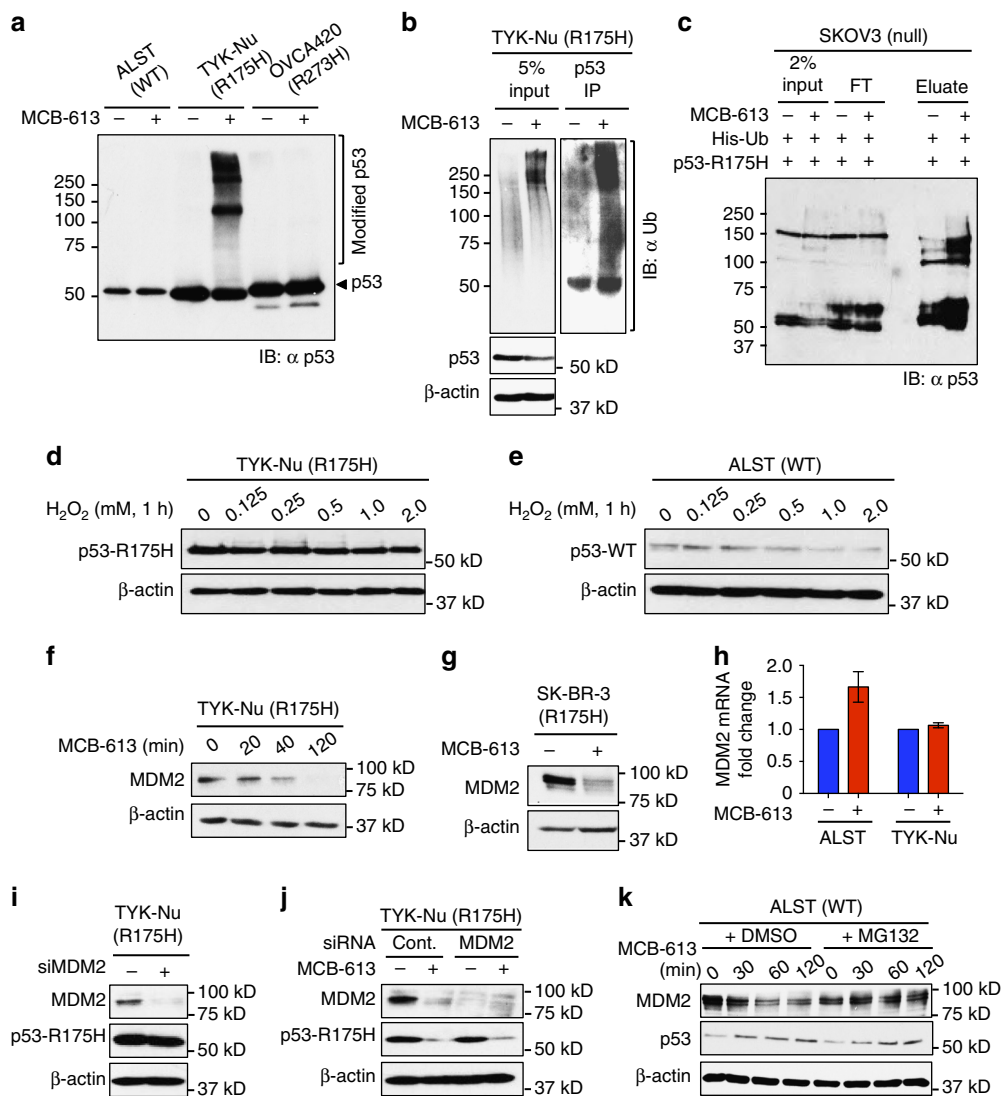 a
ALST (WT)
TYK-Nu (R175H)
OVCA420 (R273H)
MCB-613 – + – + – +
250
150
100
75
50
Modified p53
p53
IB: α p53
b
TYK-Nu (R175H)
5% input
p53 IP
MCB-613 – + – +
250
150
100
75
50
IB: α Ub
p53
50 kD
β-actin
37 kD
c
SKOV3 (null)
2% input
FT
Eluate
MCB-613 – + – + – +
His-Ub + + + + + +
p53-R175H + + + + + +
250
150
100
75
50
37
IB: α p53
d
TYK-Nu (R175H)
H2O2 (mM, 1 h) 0 0.125 0.25 0.5 1.0 2.0
p53-R175H
50 kD
β-actin
37 kD
e
ALST (WT)
H2O2 (mM, 1 h) 0 0.125 0.25 0.5 1.0 2.0
p53-WT
50 kD
β-actin
37 kD
f
TYK-Nu (R175H)
MCB-613 (min) 0 20 40 120
MDM2
100 kD
75 kD
β-actin
37 kD
g
SK-BR-3
(R175H)
MCB-613 – +
MDM2
100 kD
75 kD
β-actin
37 kD
h
MDM2 mRNA
fold change
2.0
1.5
1.0
0.5
0
MCB-613 – + – +
ALST TYK-Nu
i
TYK-Nu
(R175H)
siMDM2 – +
MDM2
100 kD
75 kD
p53-R175H
50 kD
β-actin
37 kD
j
TYK-Nu (R175H)
siRNA Cont. MDM2
MCB-613 – + – +
MDM2
100 kD
75 kD
p53-R175H
50 kD
β-actin
37 kD
k
ALST (WT)
+ DMSO + MG132
MCB-613
(min) 0 30 60 120 0 30 60 120
MDM2
100 kD
75 kD
p53
50 kD
β-actin
37 kD